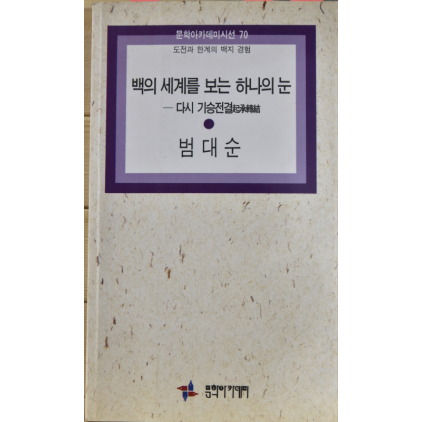 문학아카데미시선 70
도전과 한계의 백지 경험
백의 세계를 보는 하나의 눈
— 다시 기승전결起承轉結
범대순
문학아카데미